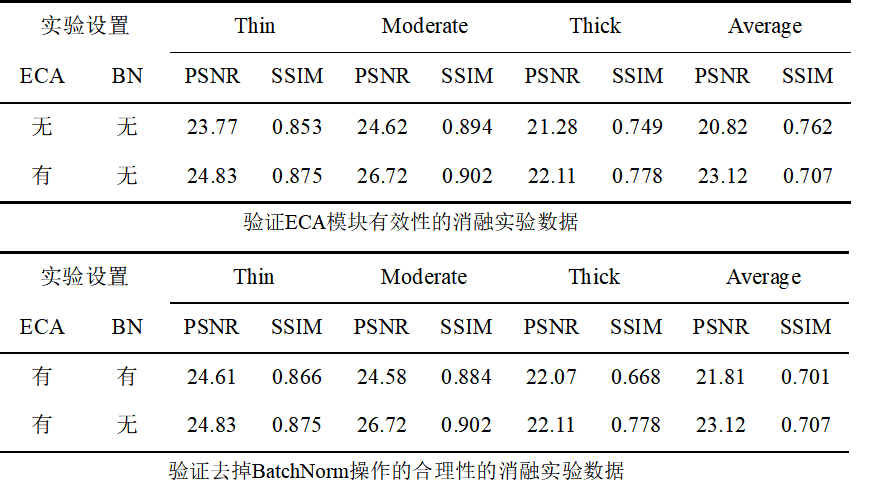 实验设置 Thin Moderate Thick Average
ECA BN PSNR SSIM PSNR SSIM PSNR SSIM PSNR SSIM
无 无 23.77 0.853 24.62 0.894 21.28 0.749 20.82 0.762
有 无 24.83 0.875 26.72 0.902 22.11 0.778 23.12 0.707
验证ECA模块有效性的消融实验数据
实验设置 Thin Moderate Thick Average
ECA BN PSNR SSIM PSNR SSIM PSNR SSIM PSNR SSIM
有 有 24.61 0.866 24.58 0.884 22.07 0.668 21.81 0.701
有 无 24.83 0.875 26.72 0.902 22.11 0.778 23.12 0.707
验证去掉BatchNorm操作的合理性的消融实验数据